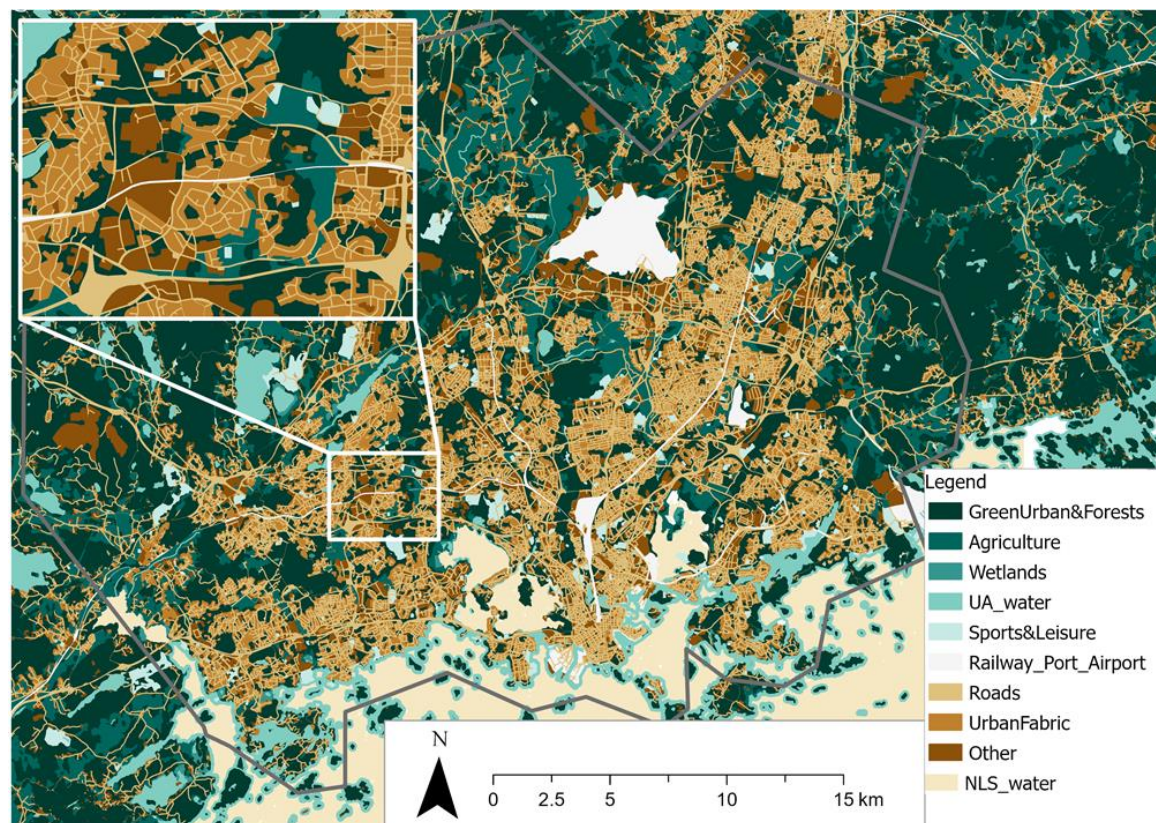 Legend
GreenUrban&Forests
Agriculture
Wetlands
UA_water
Sports&Leisure
Railway_Port_Airport
Roads
UrbanFabric
Other
NLS_water
N
0 2.5 5 10 15 km